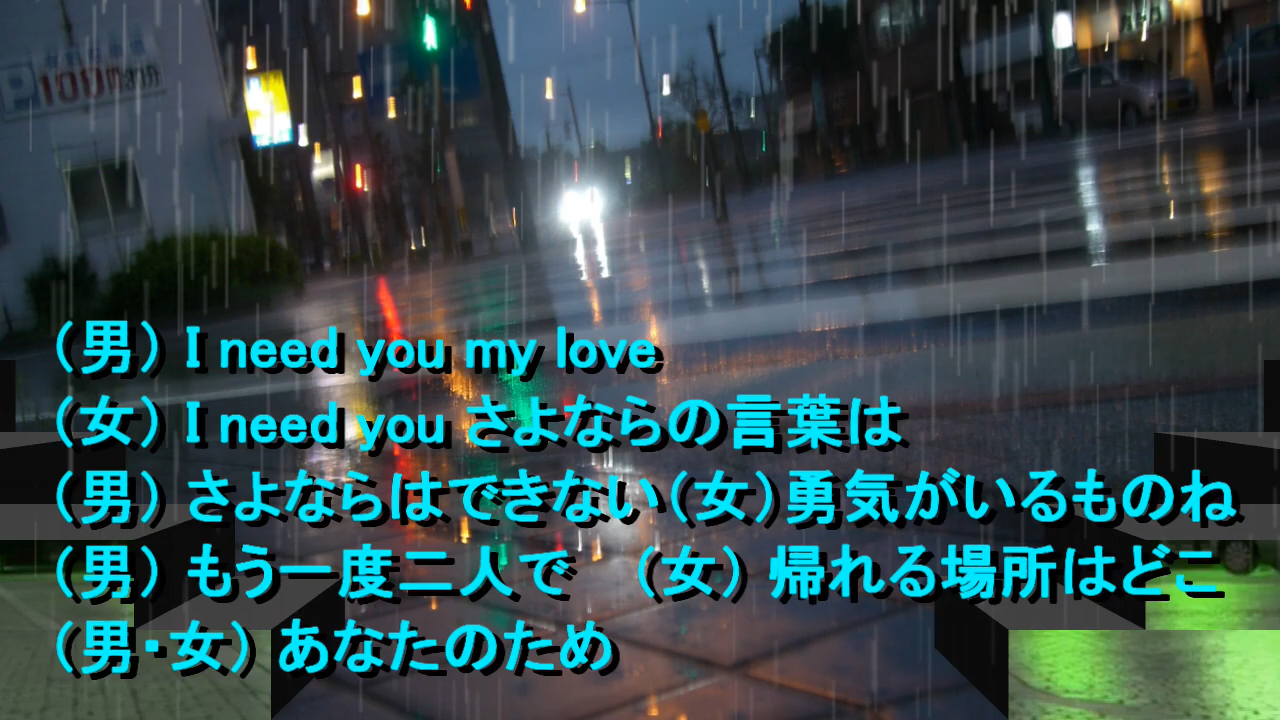 100man
（男） I need you my love
（女） I need you さよならの言葉は
（男） さよならはできない（女）勇気がいるものね
（男） もう一度二人で　（女） 帰れる場所はどこ
（男・女） あなたのため